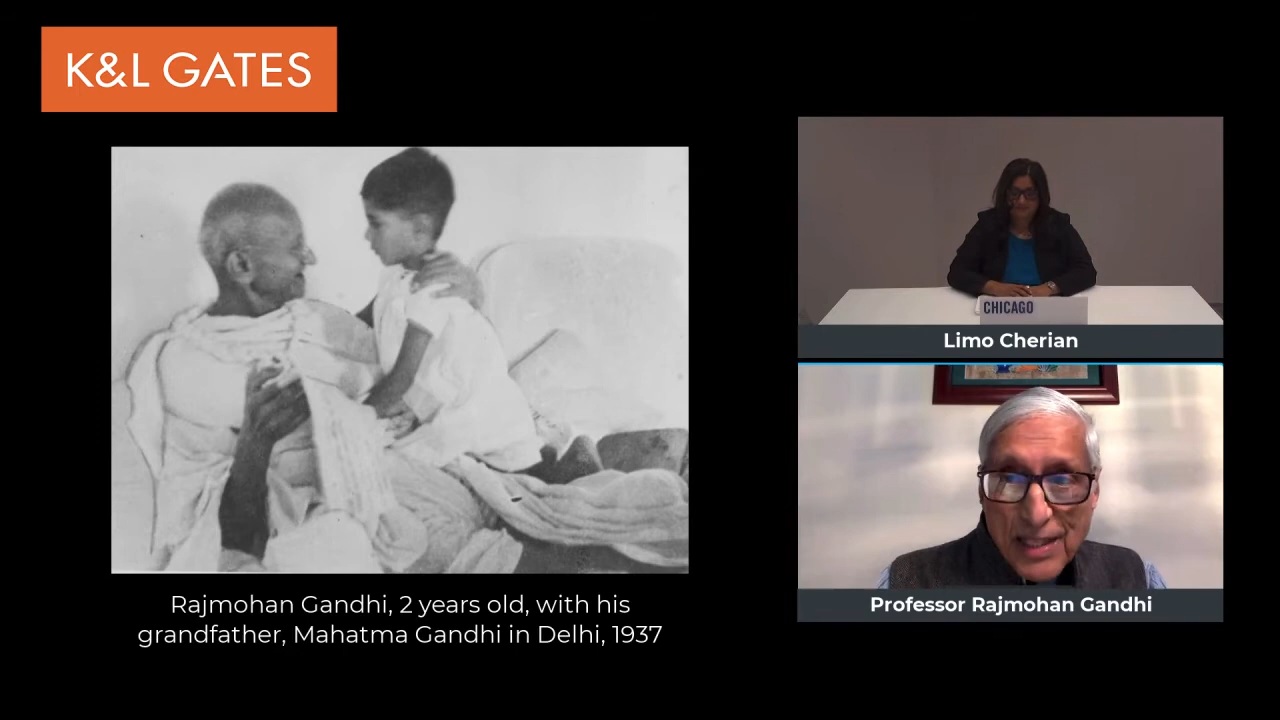 K&L GATES
Rajmohan Gandhi, 2 years old, with his
grandfather, Mahatma Gandhi in Delhi, 1937
CHICAGO
Limo Cherian
Professor Rajmohan Gandhi